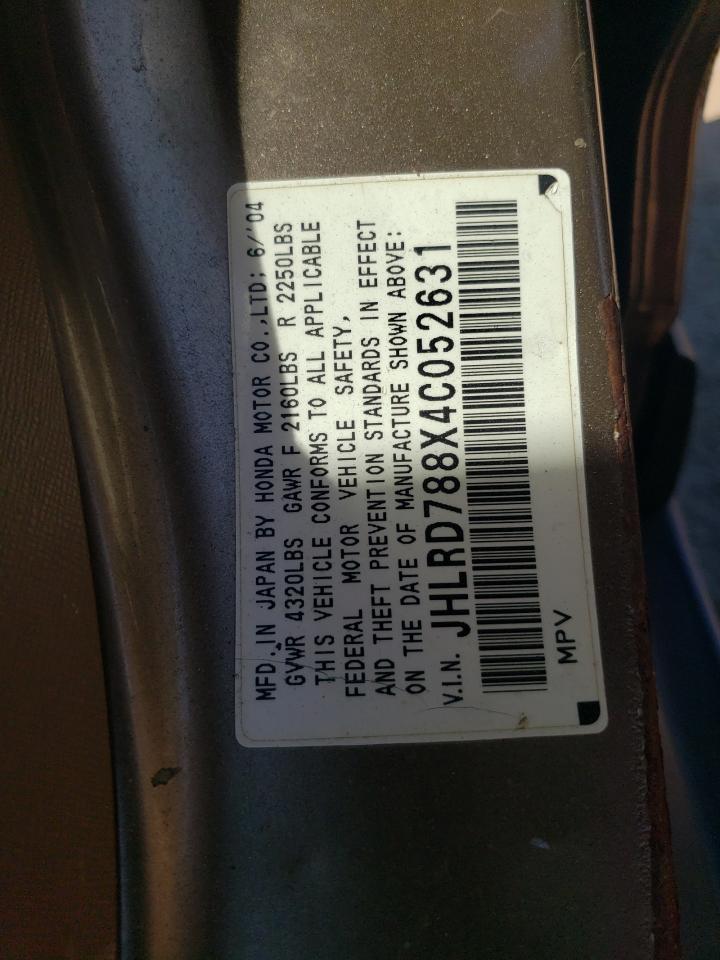 MFD. IN JAPAN BY HONDA MOTOR CO.,LTD; 6/'04
GVWR 4320LBS GAWR F 2160LBS R 2250LBS
THIS VEHICLE CONFORMS TO ALL APPLICABLE
FEDERAL MOTOR VEHICLE SAFETY,
AND THEFT PREVENTION STANDARDS IN EFFECT
ON THE DATE OF MANUFACTURE SHOWN ABOVE:
V.I.N. JHLRD788X4C052631
MPV